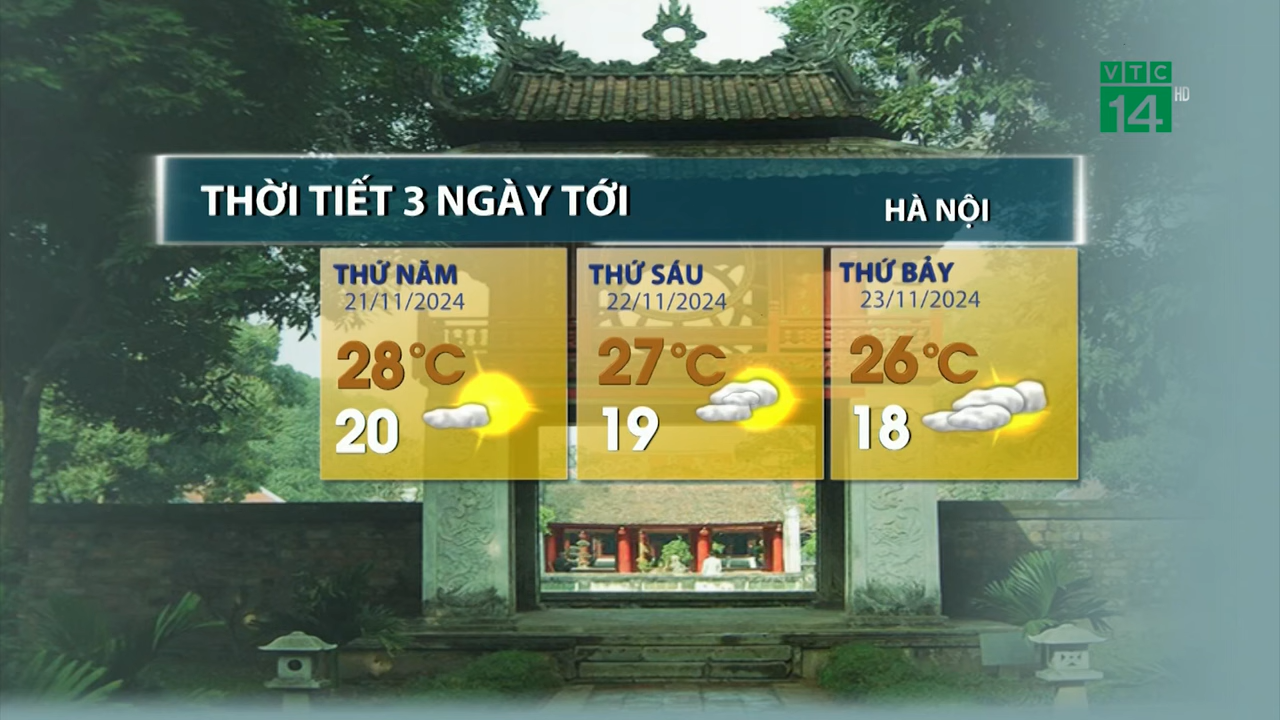 VTC
14 HD
THỜI TIẾT 3 NGÀY TỚI
HÀ NỘI
THỨ NĂM
21/11/2024
28°C
20
THỨ SÁU
22/11/2024
27°C
19
THỨ BẢY
23/11/2024
26°C
18